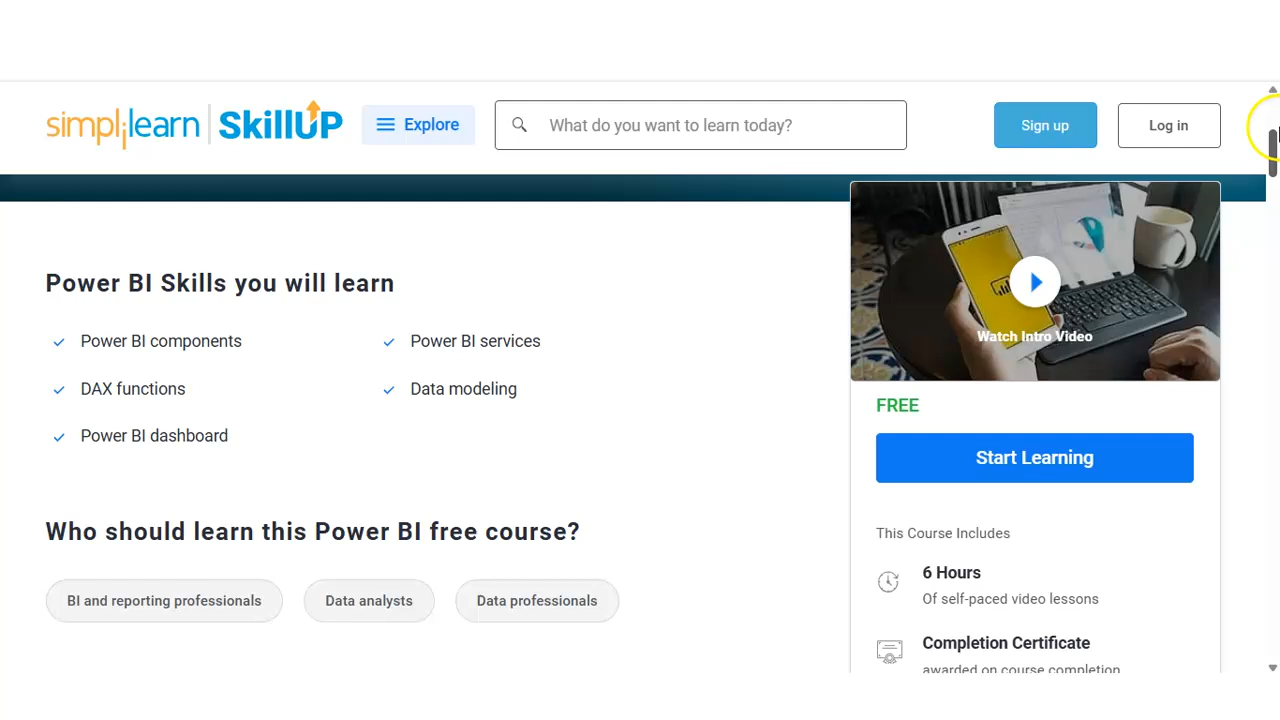 simplilearn | SkillUP
Explore
What do you want to learn today?
Sign up
Log in
Power BI Skills you will learn
Power BI components
Power BI services
DAX functions
Data modeling
Power BI dashboard
Who should learn this Power BI free course?
BI and reporting professionals
Data analysts
Data professionals
Watch Intro Video
FREE
Start Learning
This Course Includes
6 Hours
Of self-paced video lessons
Completion Certificate
awarded on course completion